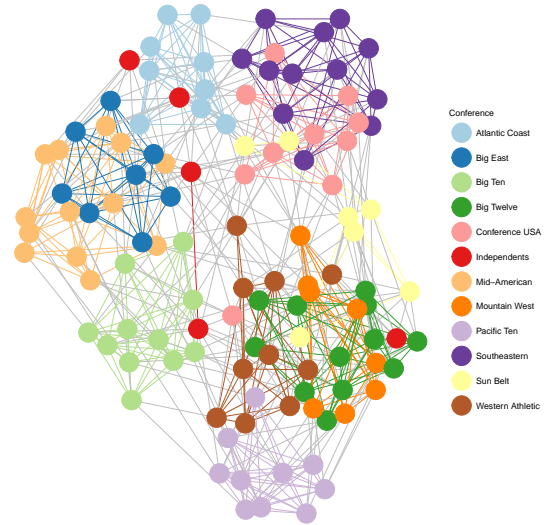 Conference
Atlantic Coast
Big East
Big Ten
Big Twelve
Conference USA
Independents
Mid−American
Mountain West
Pacific Ten
Southeastern
Sun Belt
Western Athletic